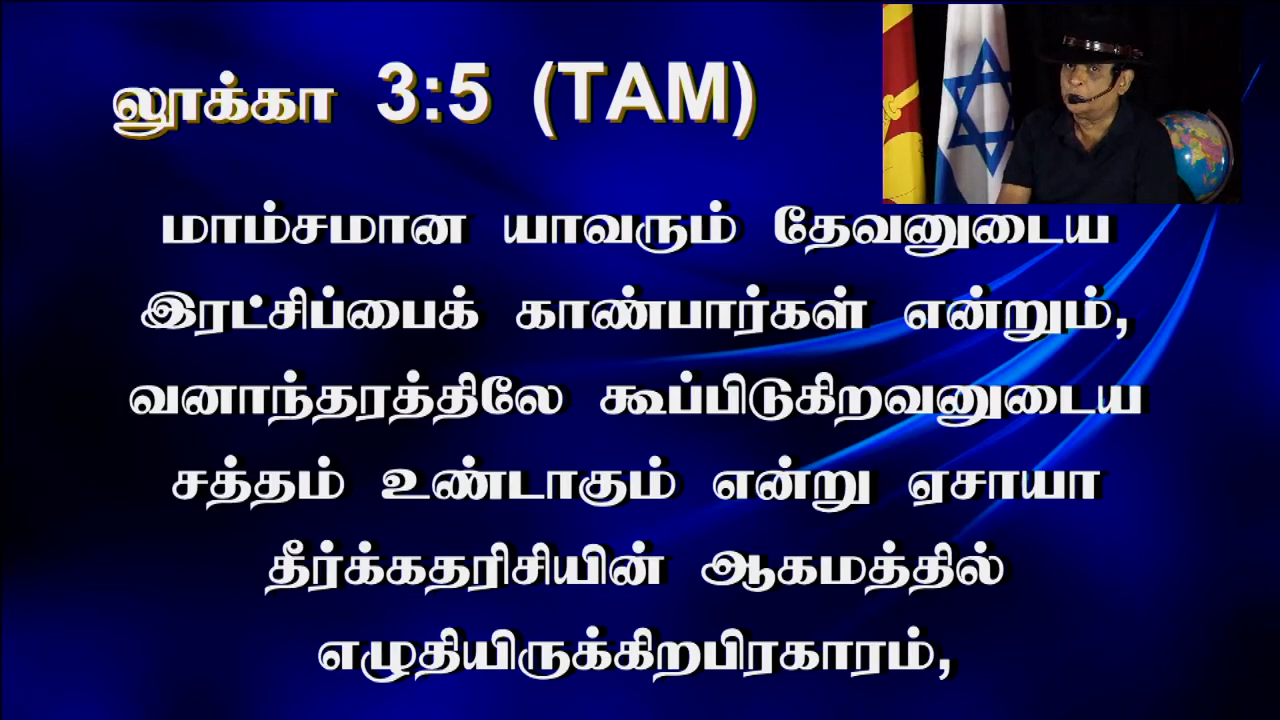 லூக்கா 3:5 (TAM)
மாம்சமான யாவரும் தேவனுடைய
இரட்சிப்பைக் காண்பார்கள் என்றும்,
வனாந்தரத்திலே கூப்பிடுகிறவனுடைய
சத்தம் உண்டாகும் என்று ஏசாயா
தீர்க்கதரிசியின் ஆகமத்தில்
எழுதியிருக்கிறபிரகாரம்,